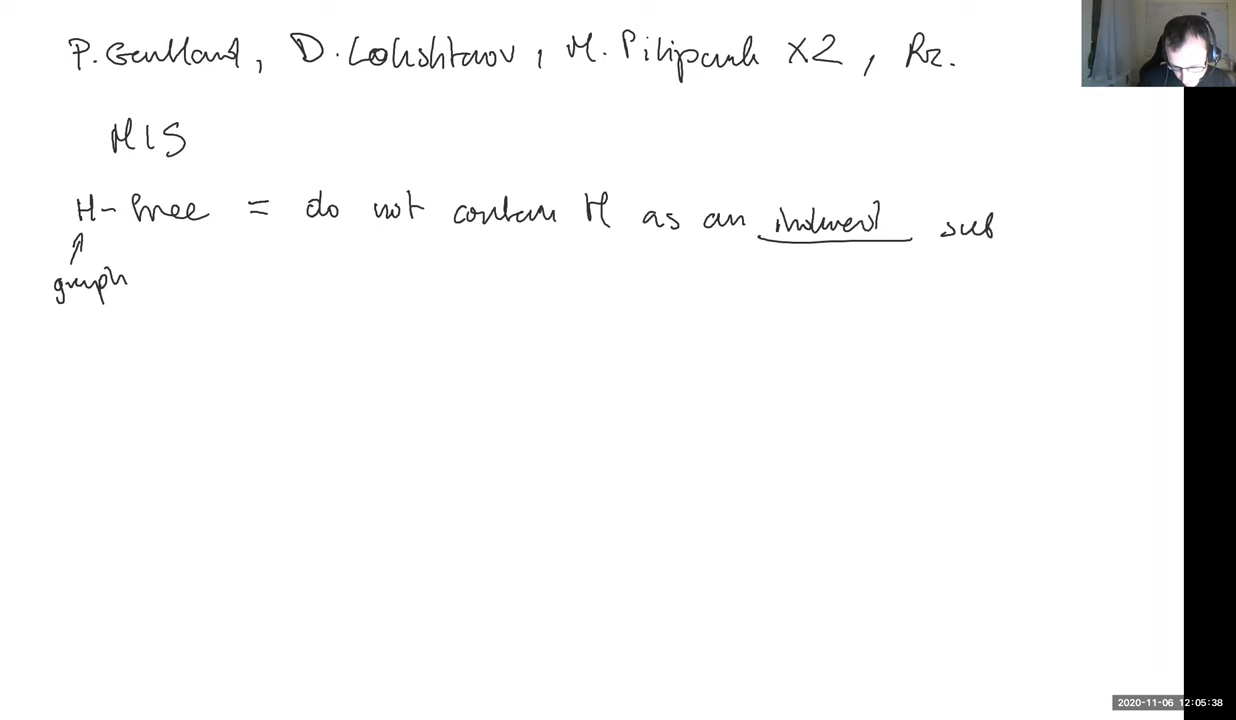 P. Gartland, D. Lokshtanov, M. Pilipczuk X2, Rz.
MIS
H-free = do not contain H as an induced sub
graph
2020-11-06 12:05:38